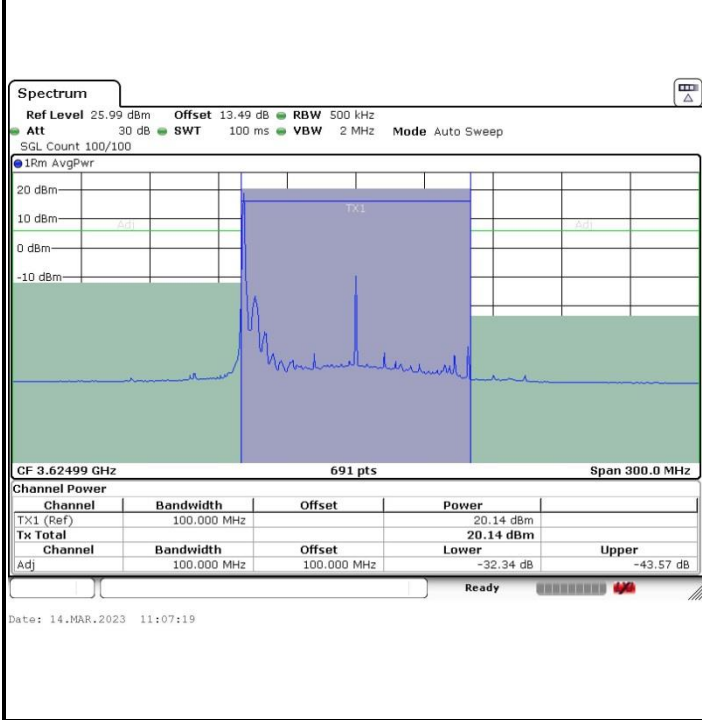 Spectrum
Ref Level 25.99 dBm Offset 13.49 dB RBW 500 kHz
Att 30 dB SWT 100 ms VBW 2 MHz Mode Auto Sweep
SGL Count 100/100
1Rm AvgPwr
20 dBm
TX1
10 dBm
Adj Adj
0 dBm
-10 dBm
CF 3.62499 GHz 691 pts Span 300.0 MHz
Channel Power
Channel Bandwidth Offset Power
TX1 (Ref) 100.000 MHz 20.14 dBm
Tx Total 20.14 dBm
Channel Bandwidth Offset Lower Upper
Adj 100.000 MHz 100.000 MHz -32.34 dB -43.57 dB
Ready
Date: 14.MAR.2023 11:07:19